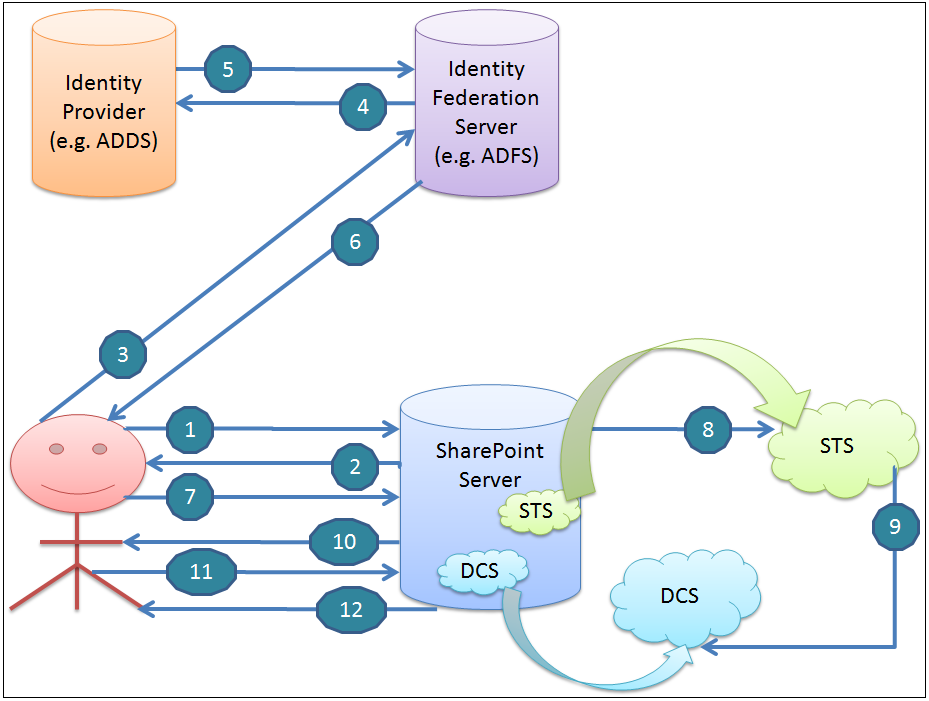 Identity
Provider
(e.g. ADDS)
5
4
Identity
Federation
Server
(e.g. ADFS)
6
3
1
2
7
10
11
12
SharePoint
Server
STS
DCS
8
STS
9
DCS